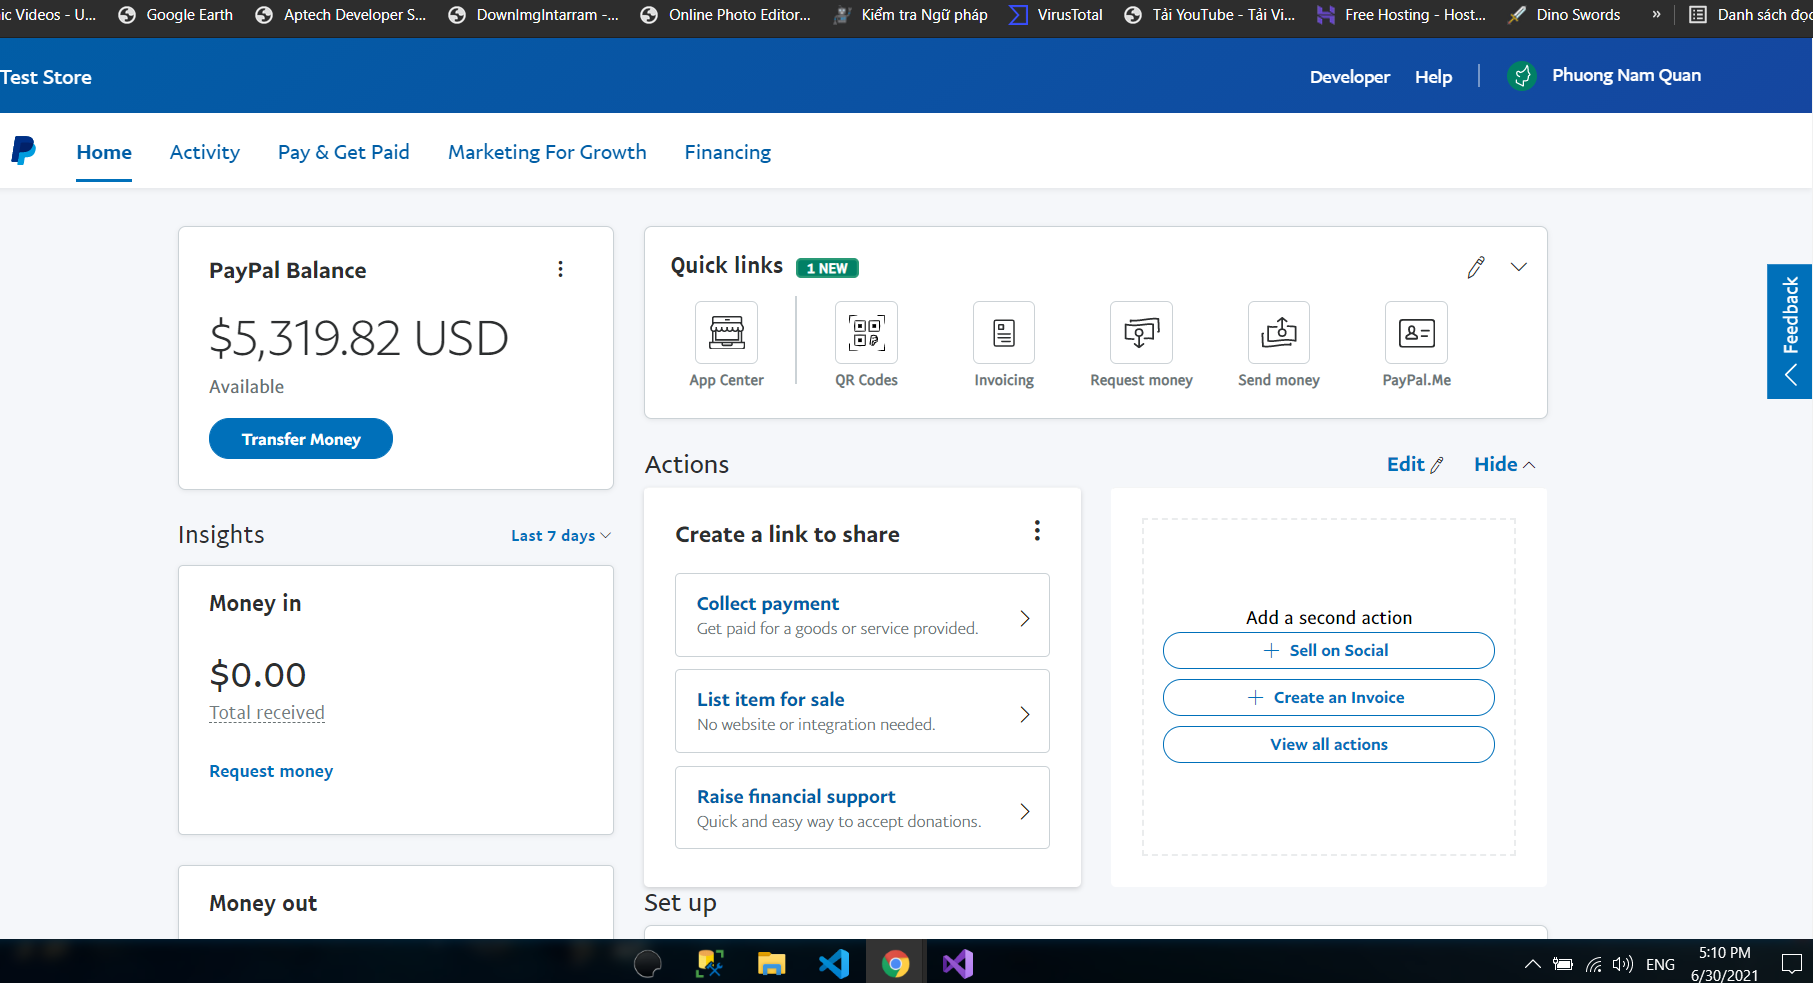 ic Videos - U... Google Earth Aptech Developer S... DownImgIntarram -... Online Photo Editor... Kiểm tra Ngữ pháp VirusTotal Tải YouTube - Tải Vi... Free Hosting - Host... Dino Swords » Danh sách đọc
Test Store
Developer Help Phuong Nam Quan
Home Activity Pay & Get Paid Marketing For Growth Financing
PayPal Balance
$5,319.82 USD
Available
Transfer Money
Quick links 1 NEW
App Center QR Codes Invoicing Request money Send money PayPal.Me
Feedback
Insights Last 7 days
Money in
$0.00
Total received
Request money
Money out
Actions Edit Hide
Create a link to share
Collect payment
Get paid for a goods or service provided.
List item for sale
No website or integration needed.
Raise financial support
Quick and easy way to accept donations.
Add a second action
+ Sell on Social
+ Create an Invoice
View all actions
Set up
ENG
5:10 PM
6/30/2021